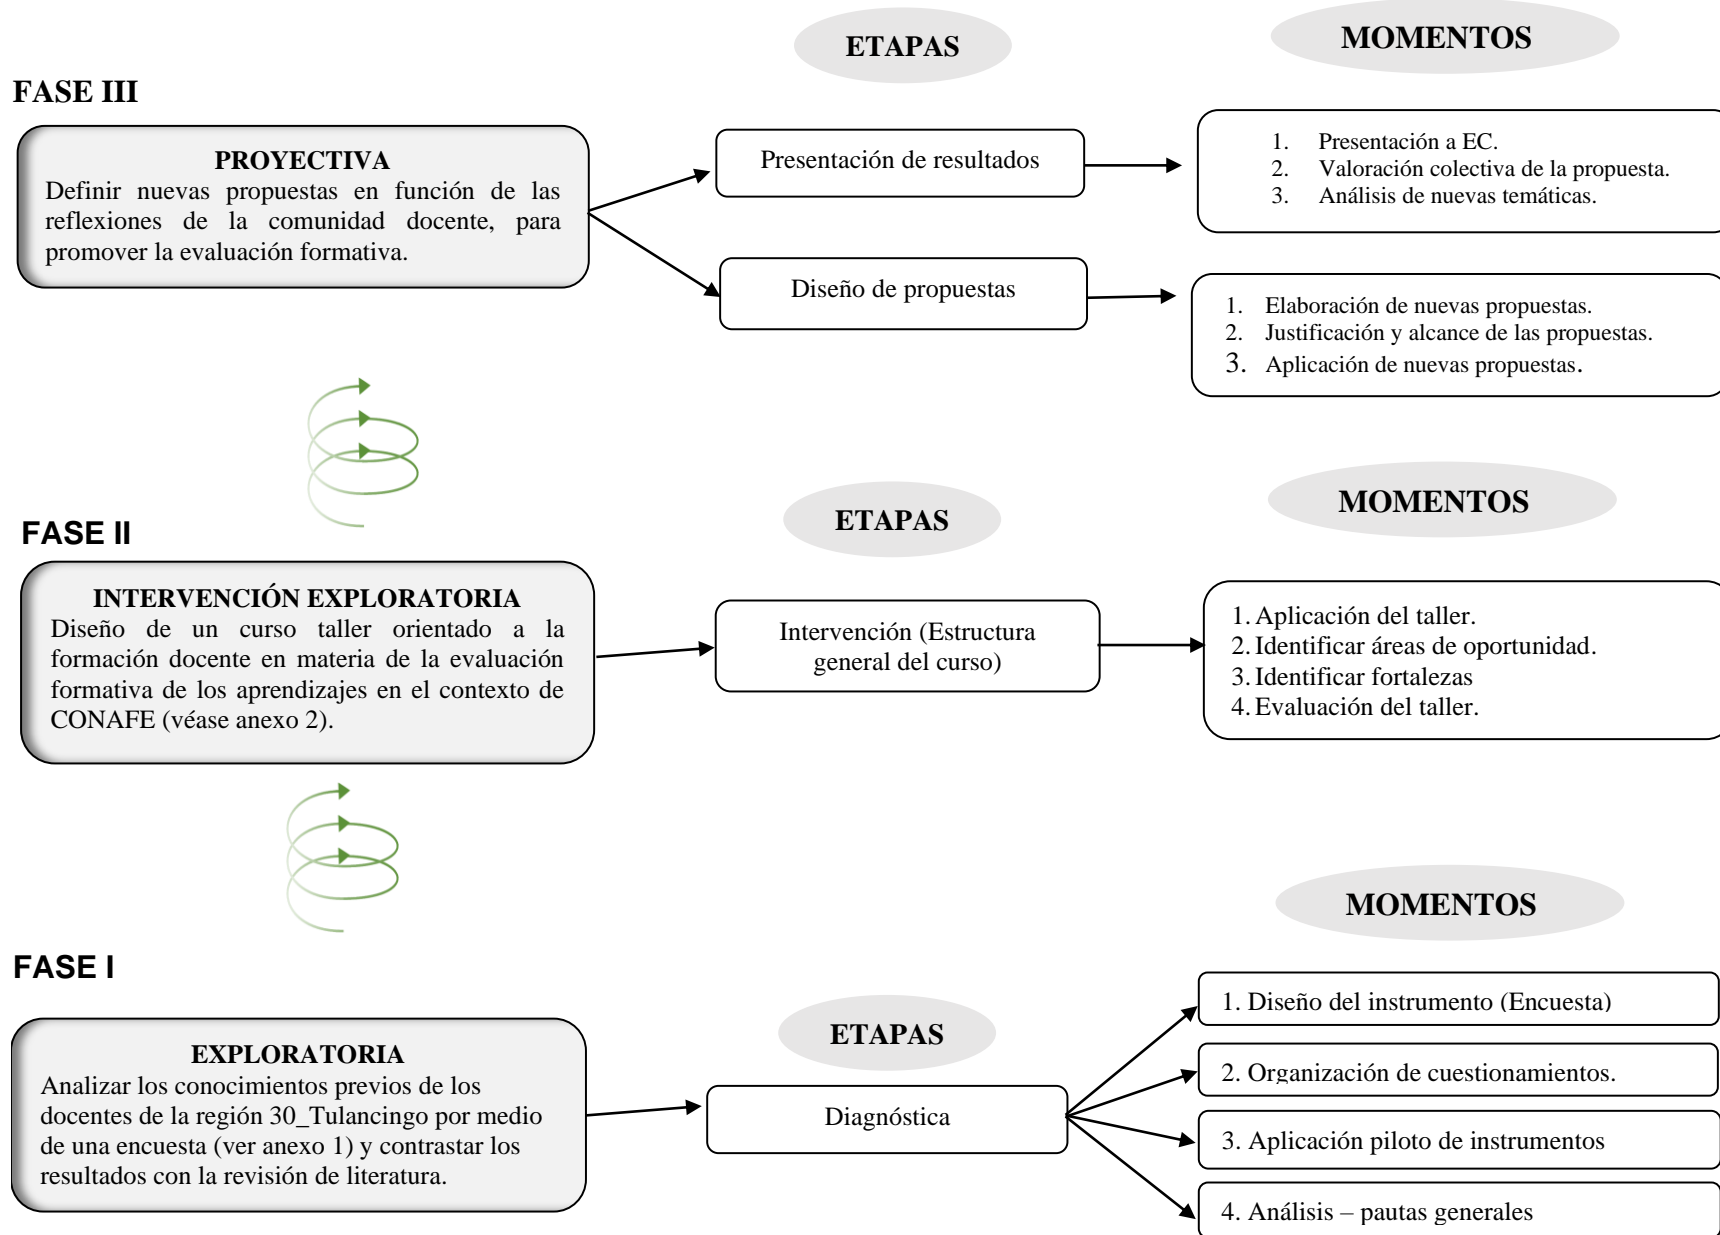 ETAPAS
MOMENTOS
FASE III
PROYECTIVA
Definir nuevas propuestas en función de las
reflexiones de la comunidad docente, para
promover la evaluación formativa.
Presentación de resultados
1. Presentación a EC.
2. Valoración colectiva de la propuesta.
3. Análisis de nuevas temáticas.
Diseño de propuestas
1. Elaboración de nuevas propuestas.
2. Justificación y alcance de las propuestas.
3. Aplicación de nuevas propuestas.
FASE II
ETAPAS
MOMENTOS
INTERVENCIÓN EXPLORATORIA
Diseño de un curso taller orientado a la
formación docente en materia de la evaluación
formativa de los aprendizajes en el contexto de
CONAFE (véase anexo 2).
Intervención (Estructura
general del curso)
1. Aplicación del taller.
2. Identificar áreas de oportunidad.
3. Identificar fortalezas
4. Evaluación del taller.
FASE I
ETAPAS
MOMENTOS
EXPLORATORIA
Analizar los conocimientos previos de los
docentes de la región 30_Tulancingo por medio
de una encuesta (ver anexo 1) y contrastar los
resultados con la revisión de literatura.
Diagnóstica
1. Diseño del instrumento (Encuesta)
2. Organización de cuestionamientos.
3. Aplicación piloto de instrumentos
4. Análisis – pautas generales